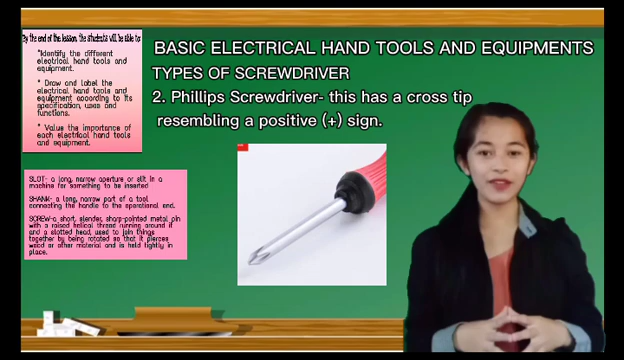 By the end of the lesson, the students will be able to:
*Identify the different
electrical hand tools and
equipment.
* Draw and label the
electrical hand tools and
equipment according to its
specification, uses and
functions.
* Value the importance of
each electrical hand tools
and equipment.
SLOT- a long, narrow aperture or slit in a
machine for something to be inserted
SHANK- a long, narrow part of a tool
connecting the handle to the operational end.
SCREW-a short, slender, sharp-pointed metal pin
with a raised helical thread running around it
and a slotted head, used to join things
together by being rotated so that it pierces
wood or other material and is held tightly in
place.
BASIC ELECTRICAL HAND TOOLS AND EQUIPMENTS
TYPES OF SCREWDRIVER
2. Phillips Screwdriver- this has a cross tip
resembling a positive (+) sign.